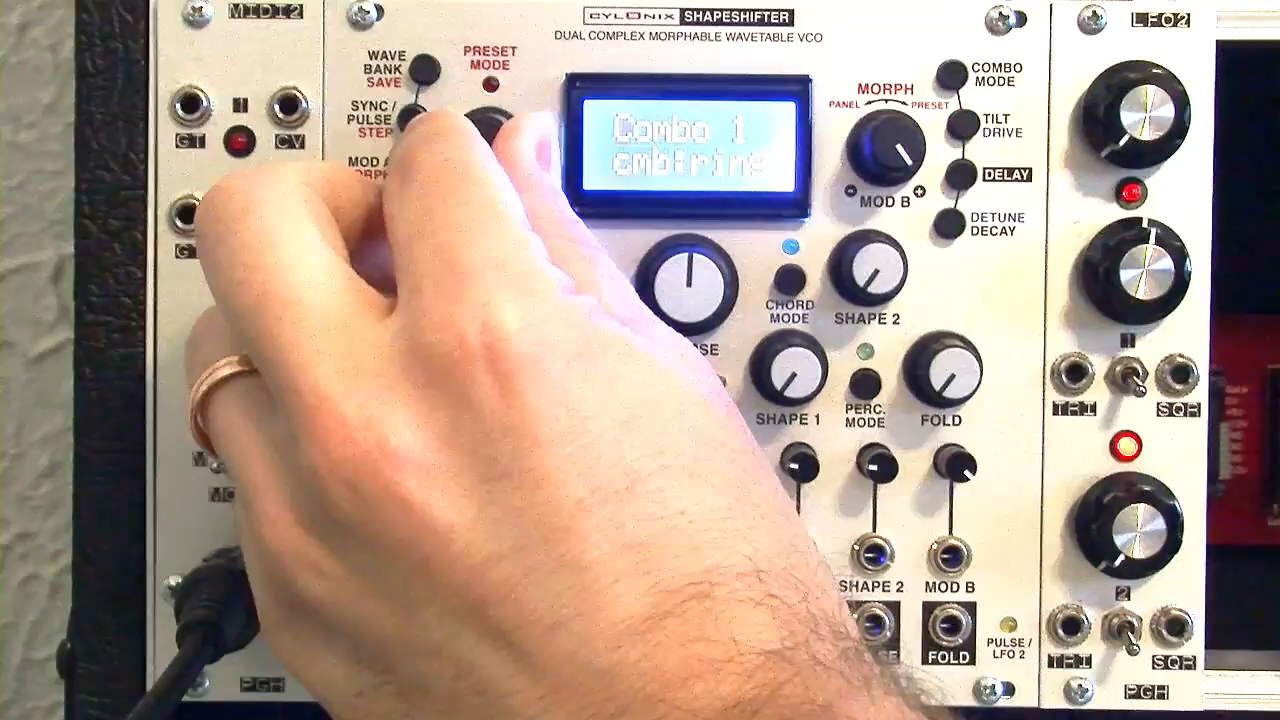 MIDI2
CYLONIX SHAPESHIFTER
LFO2
DUAL COMPLEX MORPHABLE WAVETABLE VCO
WAVE
BANK
SAVE
PRESET
MODE
COMBO
MODE
MORPH
PANEL
PRESET
SYNC /
PULSE
STEP
1
TILT
DRIVE
Combo 1
cmb:ring
GT
CV
MOD A
DELAY
MOD B
DETUNE
DECAY
CHORD
MODE
SHAPE 2
1
SHAPE 1
PERC.
MODE
FOLD
TRI
SQR
SHAPE 2
MOD B
2
FOLD
PULSE /
LFO 2
TRI
SQR
PGH
PGH